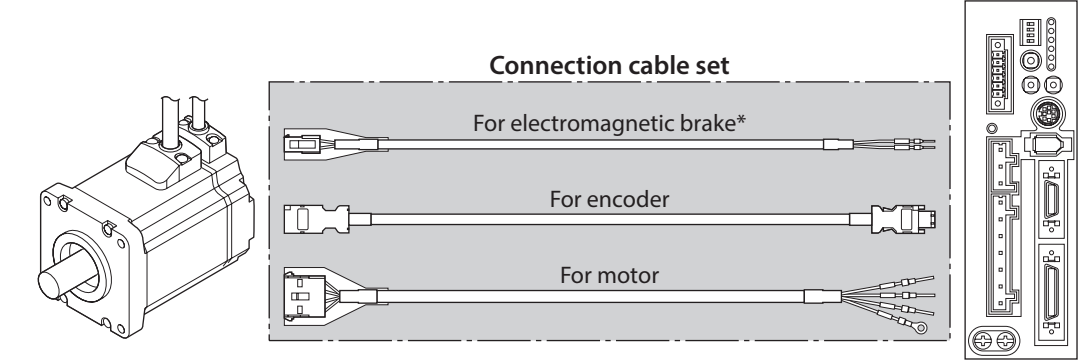 Connection cable set
For electromagnetic brake*
For encoder
For motor